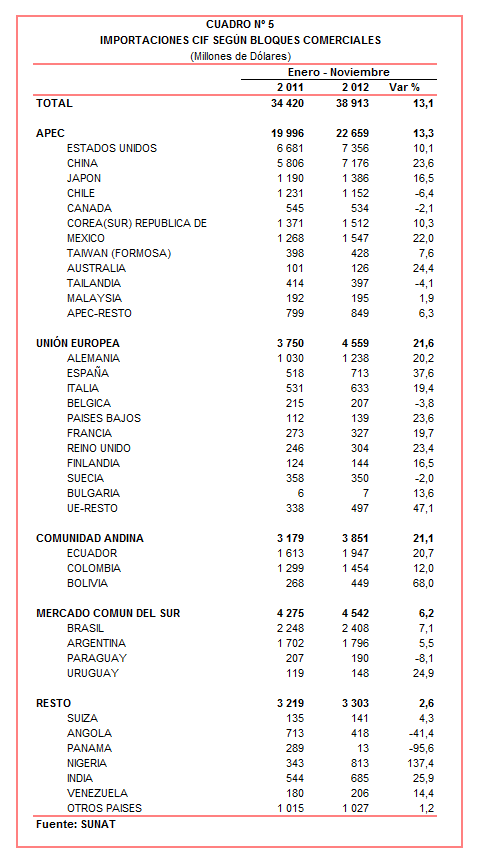 CUADRO Nº 5
IMPORTACIONES CIF SEGÚN BLOQUES COMERCIALES
(Millones de Dólares)
Enero - Noviembre
2 011 2 012 Var %
TOTAL 34 420 38 913 13,1
APEC 19 996 22 659 13,3
ESTADOS UNIDOS 6 681 7 356 10,1
CHINA 5 806 7 176 23,6
JAPON 1 190 1 386 16,5
CHILE 1 231 1 152 -6,4
CANADA 545 534 -2,1
COREA(SUR) REPUBLICA DE 1 371 1 512 10,3
MEXICO 1 268 1 547 22,0
TAIWAN (FORMOSA) 398 428 7,6
AUSTRALIA 101 126 24,4
TAILANDIA 414 397 -4,1
MALAYSIA 192 195 1,9
APEC-RESTO 799 849 6,3
UNIÓN EUROPEA 3 750 4 559 21,6
ALEMANIA 1 030 1 238 20,2
ESPAÑA 518 713 37,6
ITALIA 531 633 19,4
BELGICA 215 207 -3,8
PAISES BAJOS 112 139 23,6
FRANCIA 273 327 19,7
REINO UNIDO 246 304 23,4
FINLANDIA 124 144 16,5
SUECIA 358 350 -2,0
BULGARIA 6 7 13,6
UE-RESTO 338 497 47,1
COMUNIDAD ANDINA 3 179 3 851 21,1
ECUADOR 1 613 1 947 20,7
COLOMBIA 1 299 1 454 12,0
BOLIVIA 268 449 68,0
MERCADO COMUN DEL SUR 4 275 4 542 6,2
BRASIL 2 248 2 408 7,1
ARGENTINA 1 702 1 796 5,5
PARAGUAY 207 190 -8,1
URUGUAY 119 148 24,9
RESTO 3 219 3 303 2,6
SUIZA 135 141 4,3
ANGOLA 713 418 -41,4
PANAMA 289 13 -95,6
NIGERIA 343 813 137,4
INDIA 544 685 25,9
VENEZUELA 180 206 14,4
OTROS PAISES 1 015 1 027 1,2
Fuente: SUNAT